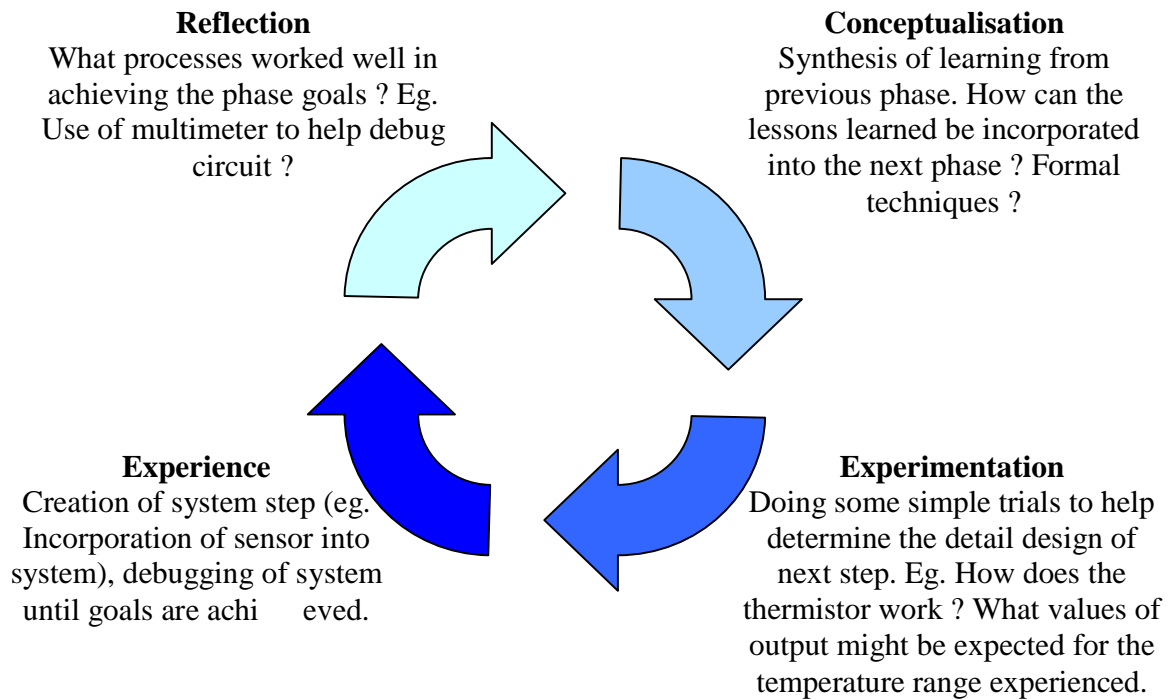 Reflection
What processes worked well in
achieving the phase goals ? Eg.
Use of multimeter to help debug
circuit ?
Conceptualisation
Synthesis of learning from
previous phase. How can the
lessons learned be incorporated
into the next phase ? Formal
techniques ?
Experience
Creation of system step (eg.
Incorporation of sensor into
system), debugging of system
until goals are achi eved.
Experimentation
Doing some simple trials to help
determine the detail design of
next step. Eg. How does the
thermistor work ? What values of
output might be expected for the
temperature range experienced.